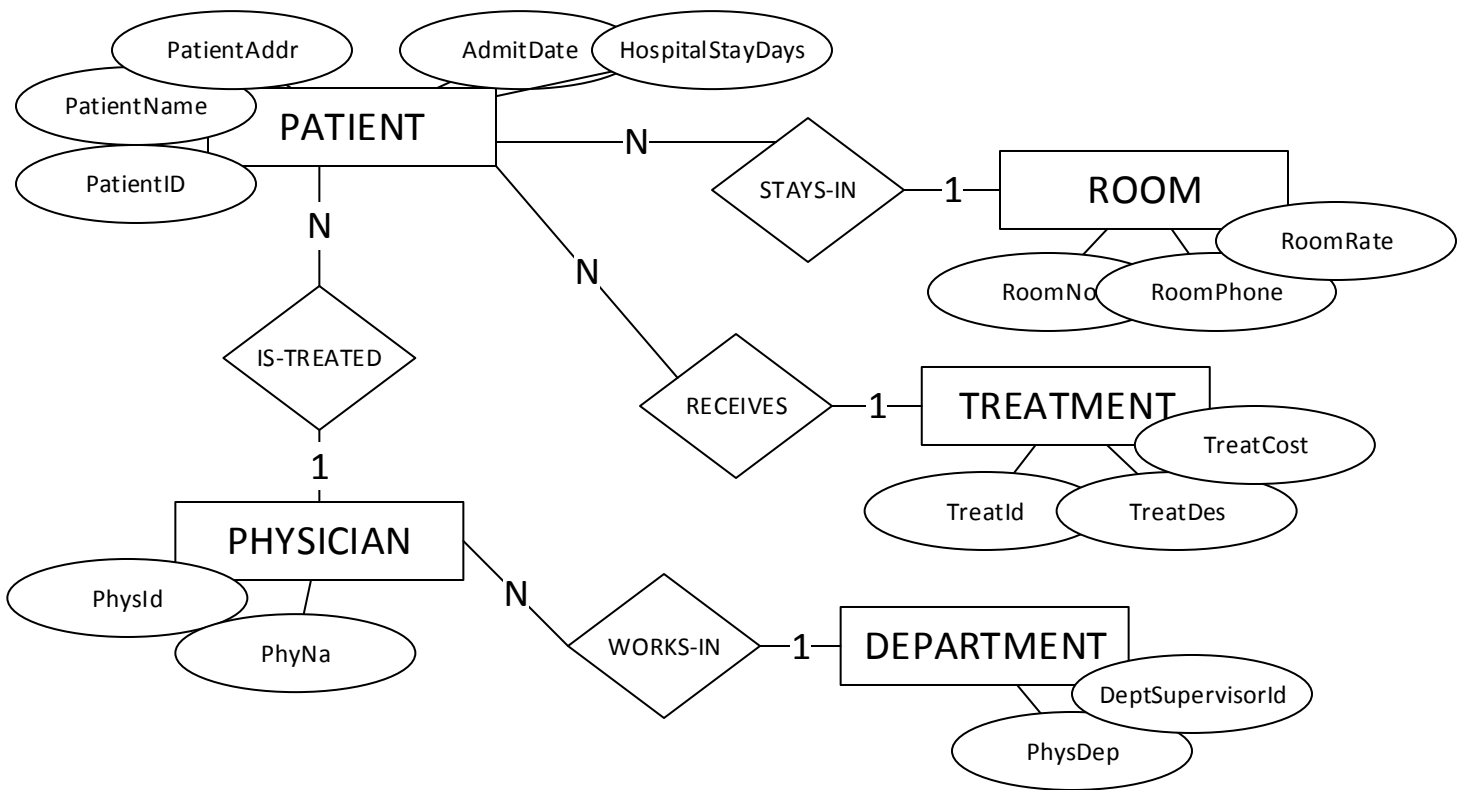 PatientAddr
AdmitDate
HospitalStayDays
PatientName
PATIENT
PatientID
N
STAYS-IN
1
ROOM
N
RoomRate
RoomNo
RoomPhone
N
IS-TREATED
RECEIVES
1
TREATMENT
TreatCost
1
TreatId
TreatDes
PHYSICIAN
PhysId
N
PhyNa
WORKS-IN
1
DEPARTMENT
DeptSupervisorId
PhysDep